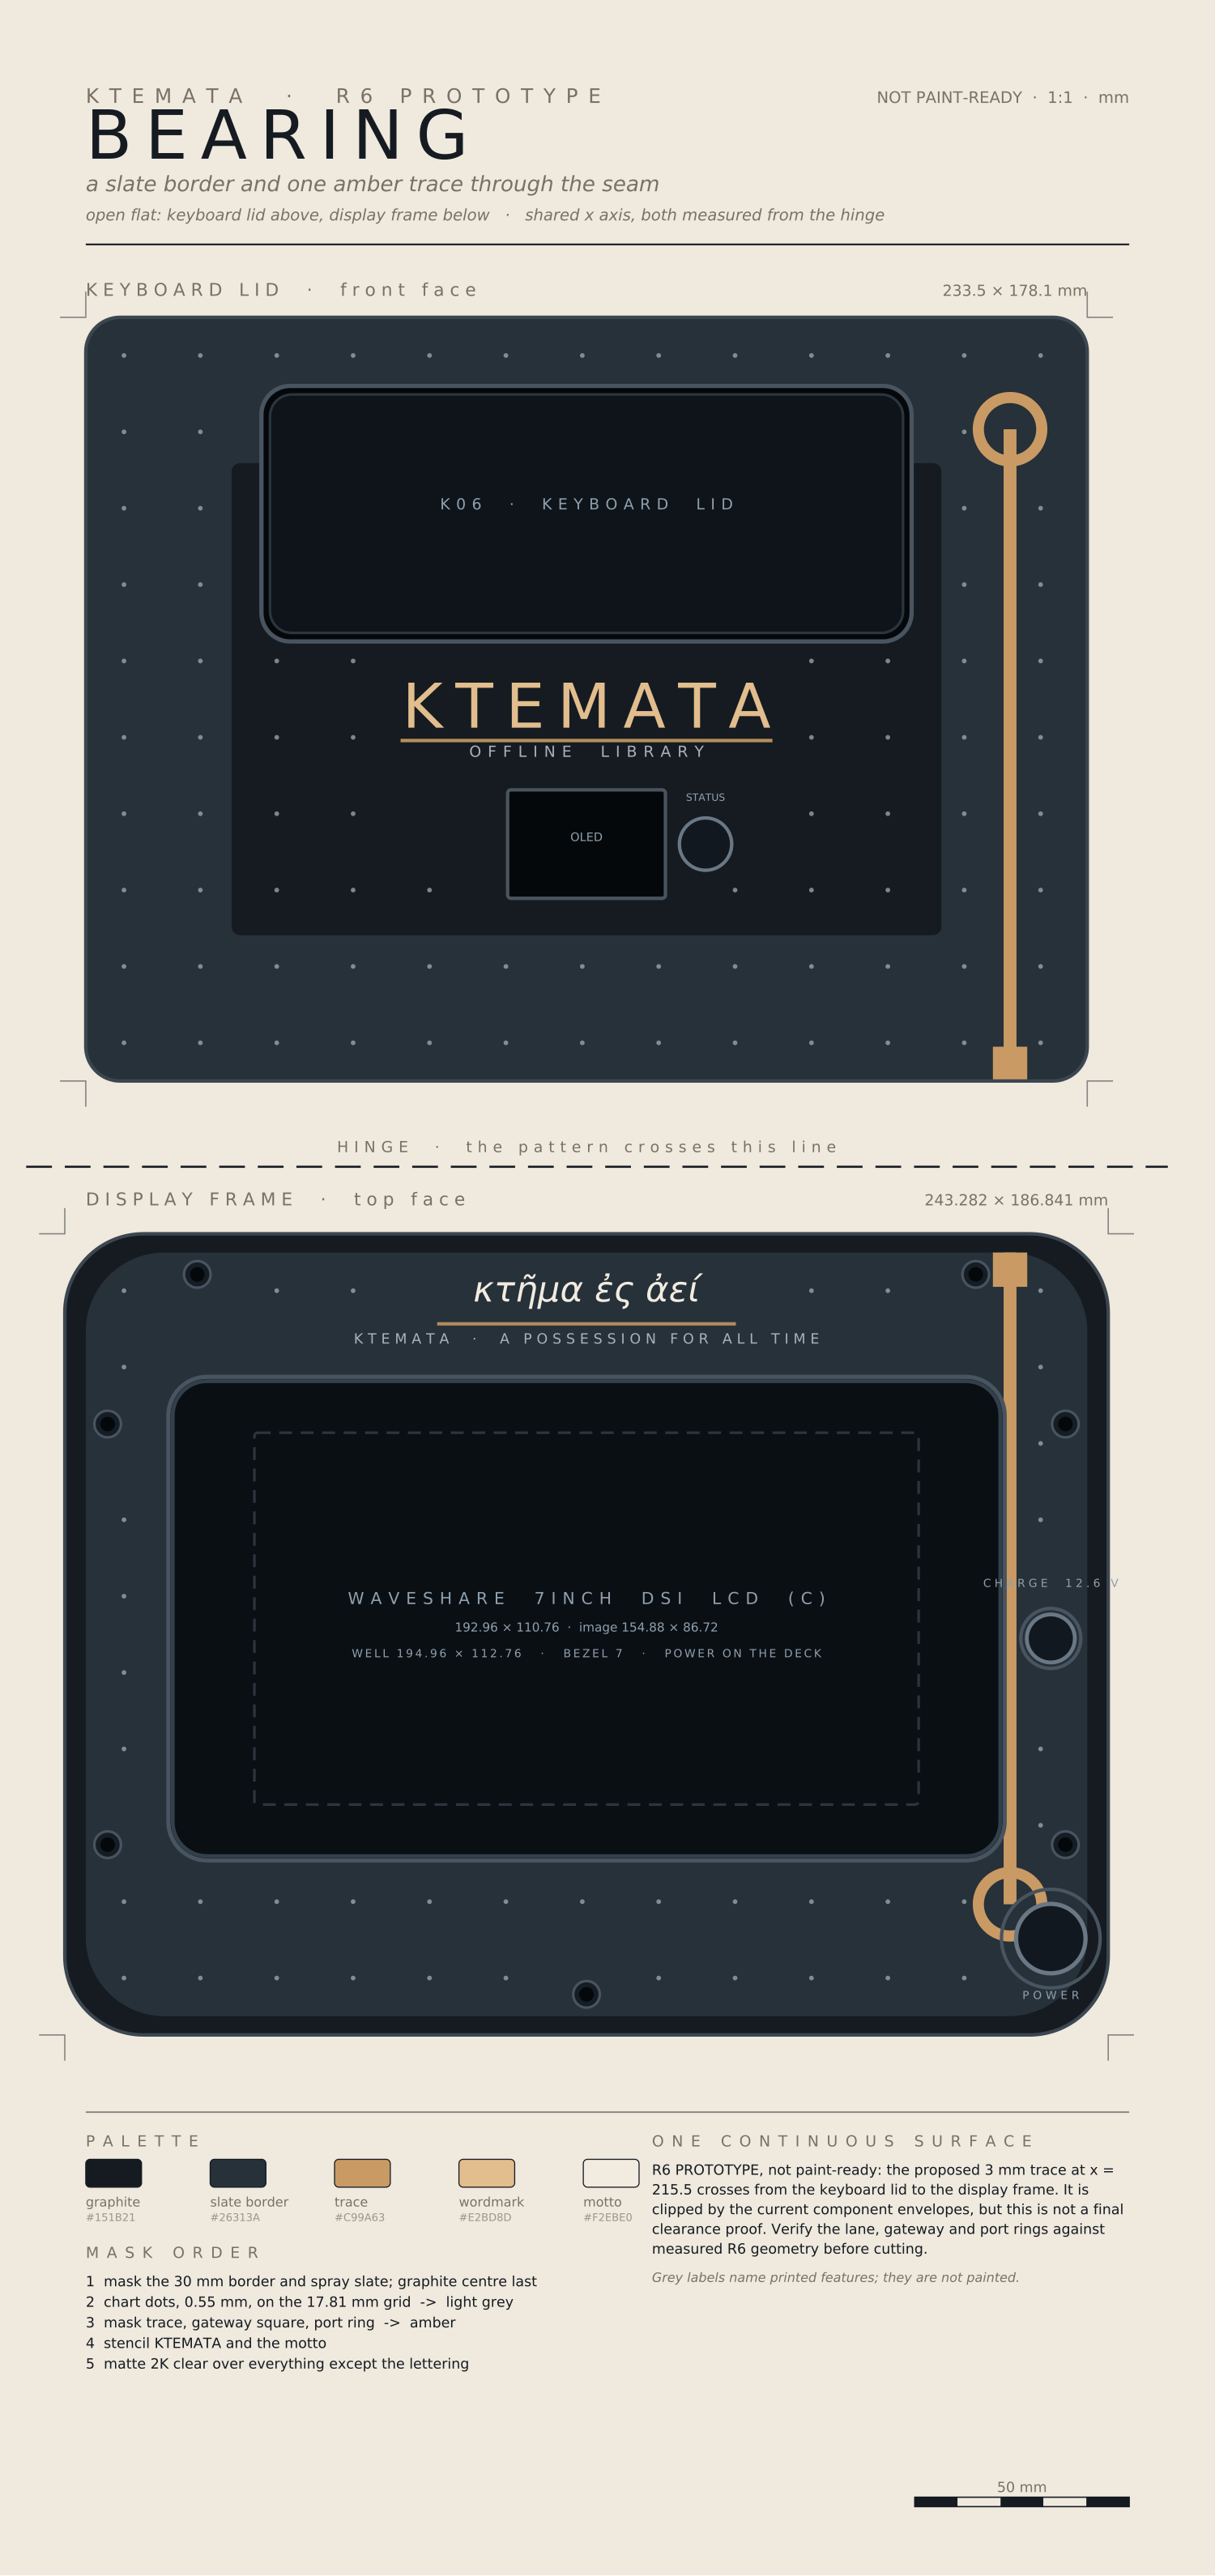 KTEMATA · R6 PROTOTYPE
NOT PAINT-READY · 1:1 · mm
BEARING
a slate border and one amber trace through the seam
open flat: keyboard lid above, display frame below · shared x axis, both measured from the hinge
KEYBOARD LID · front face
233.5 × 178.1 mm
K06 · KEYBOARD LID
KTEMATA
OFFLINE LIBRARY
STATUS
OLED
HINGE · the pattern crosses this line
DISPLAY FRAME · top face
243.282 × 186.841 mm
κτῆμα ἐς ἀεί
KTEMATA · A POSSESSION FOR ALL TIME
CHARGE 12.6 V
WAVESHARE 7INCH DSI LCD (C)
192.96 × 110.76 · image 154.88 × 86.72
WELL 194.96 × 112.76 · BEZEL 7 · POWER ON THE DECK
POWER
PALETTE
graphite
#151B21
slate border
#26313A
trace
#C99A63
wordmark
#E2BD8D
motto
#F2EBE0
MASK ORDER
1 mask the 30 mm border and spray slate; graphite centre last
2 chart dots, 0.55 mm, on the 17.81 mm grid -> light grey
3 mask trace, gateway square, port ring -> amber
4 stencil KTEMATA and the motto
5 matte 2K clear over everything except the lettering
ONE CONTINUOUS SURFACE
R6 PROTOTYPE, not paint-ready: the proposed 3 mm trace at x =
215.5 crosses from the keyboard lid to the display frame. It is
clipped by the current component envelopes, but this is not a final
clearance proof. Verify the lane, gateway and port rings against
measured R6 geometry before cutting.
Grey labels name printed features; they are not painted.
50 mm